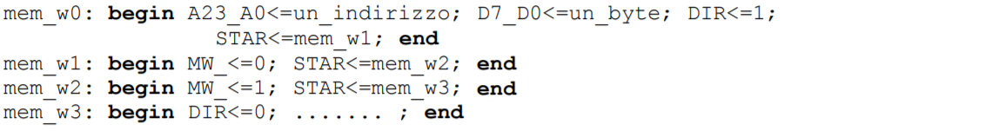 mem_w0: begin A23_A0<=un_indirizzo; D7_D0<=un_byte; DIR<=1;
STAR<=mem_w1; end
mem_w1: begin MW_<=0; STAR<=mem_w2; end
mem_w2: begin MW_<=1; STAR<=mem_w3; end
mem_w3: begin DIR<=0; ....... ; end